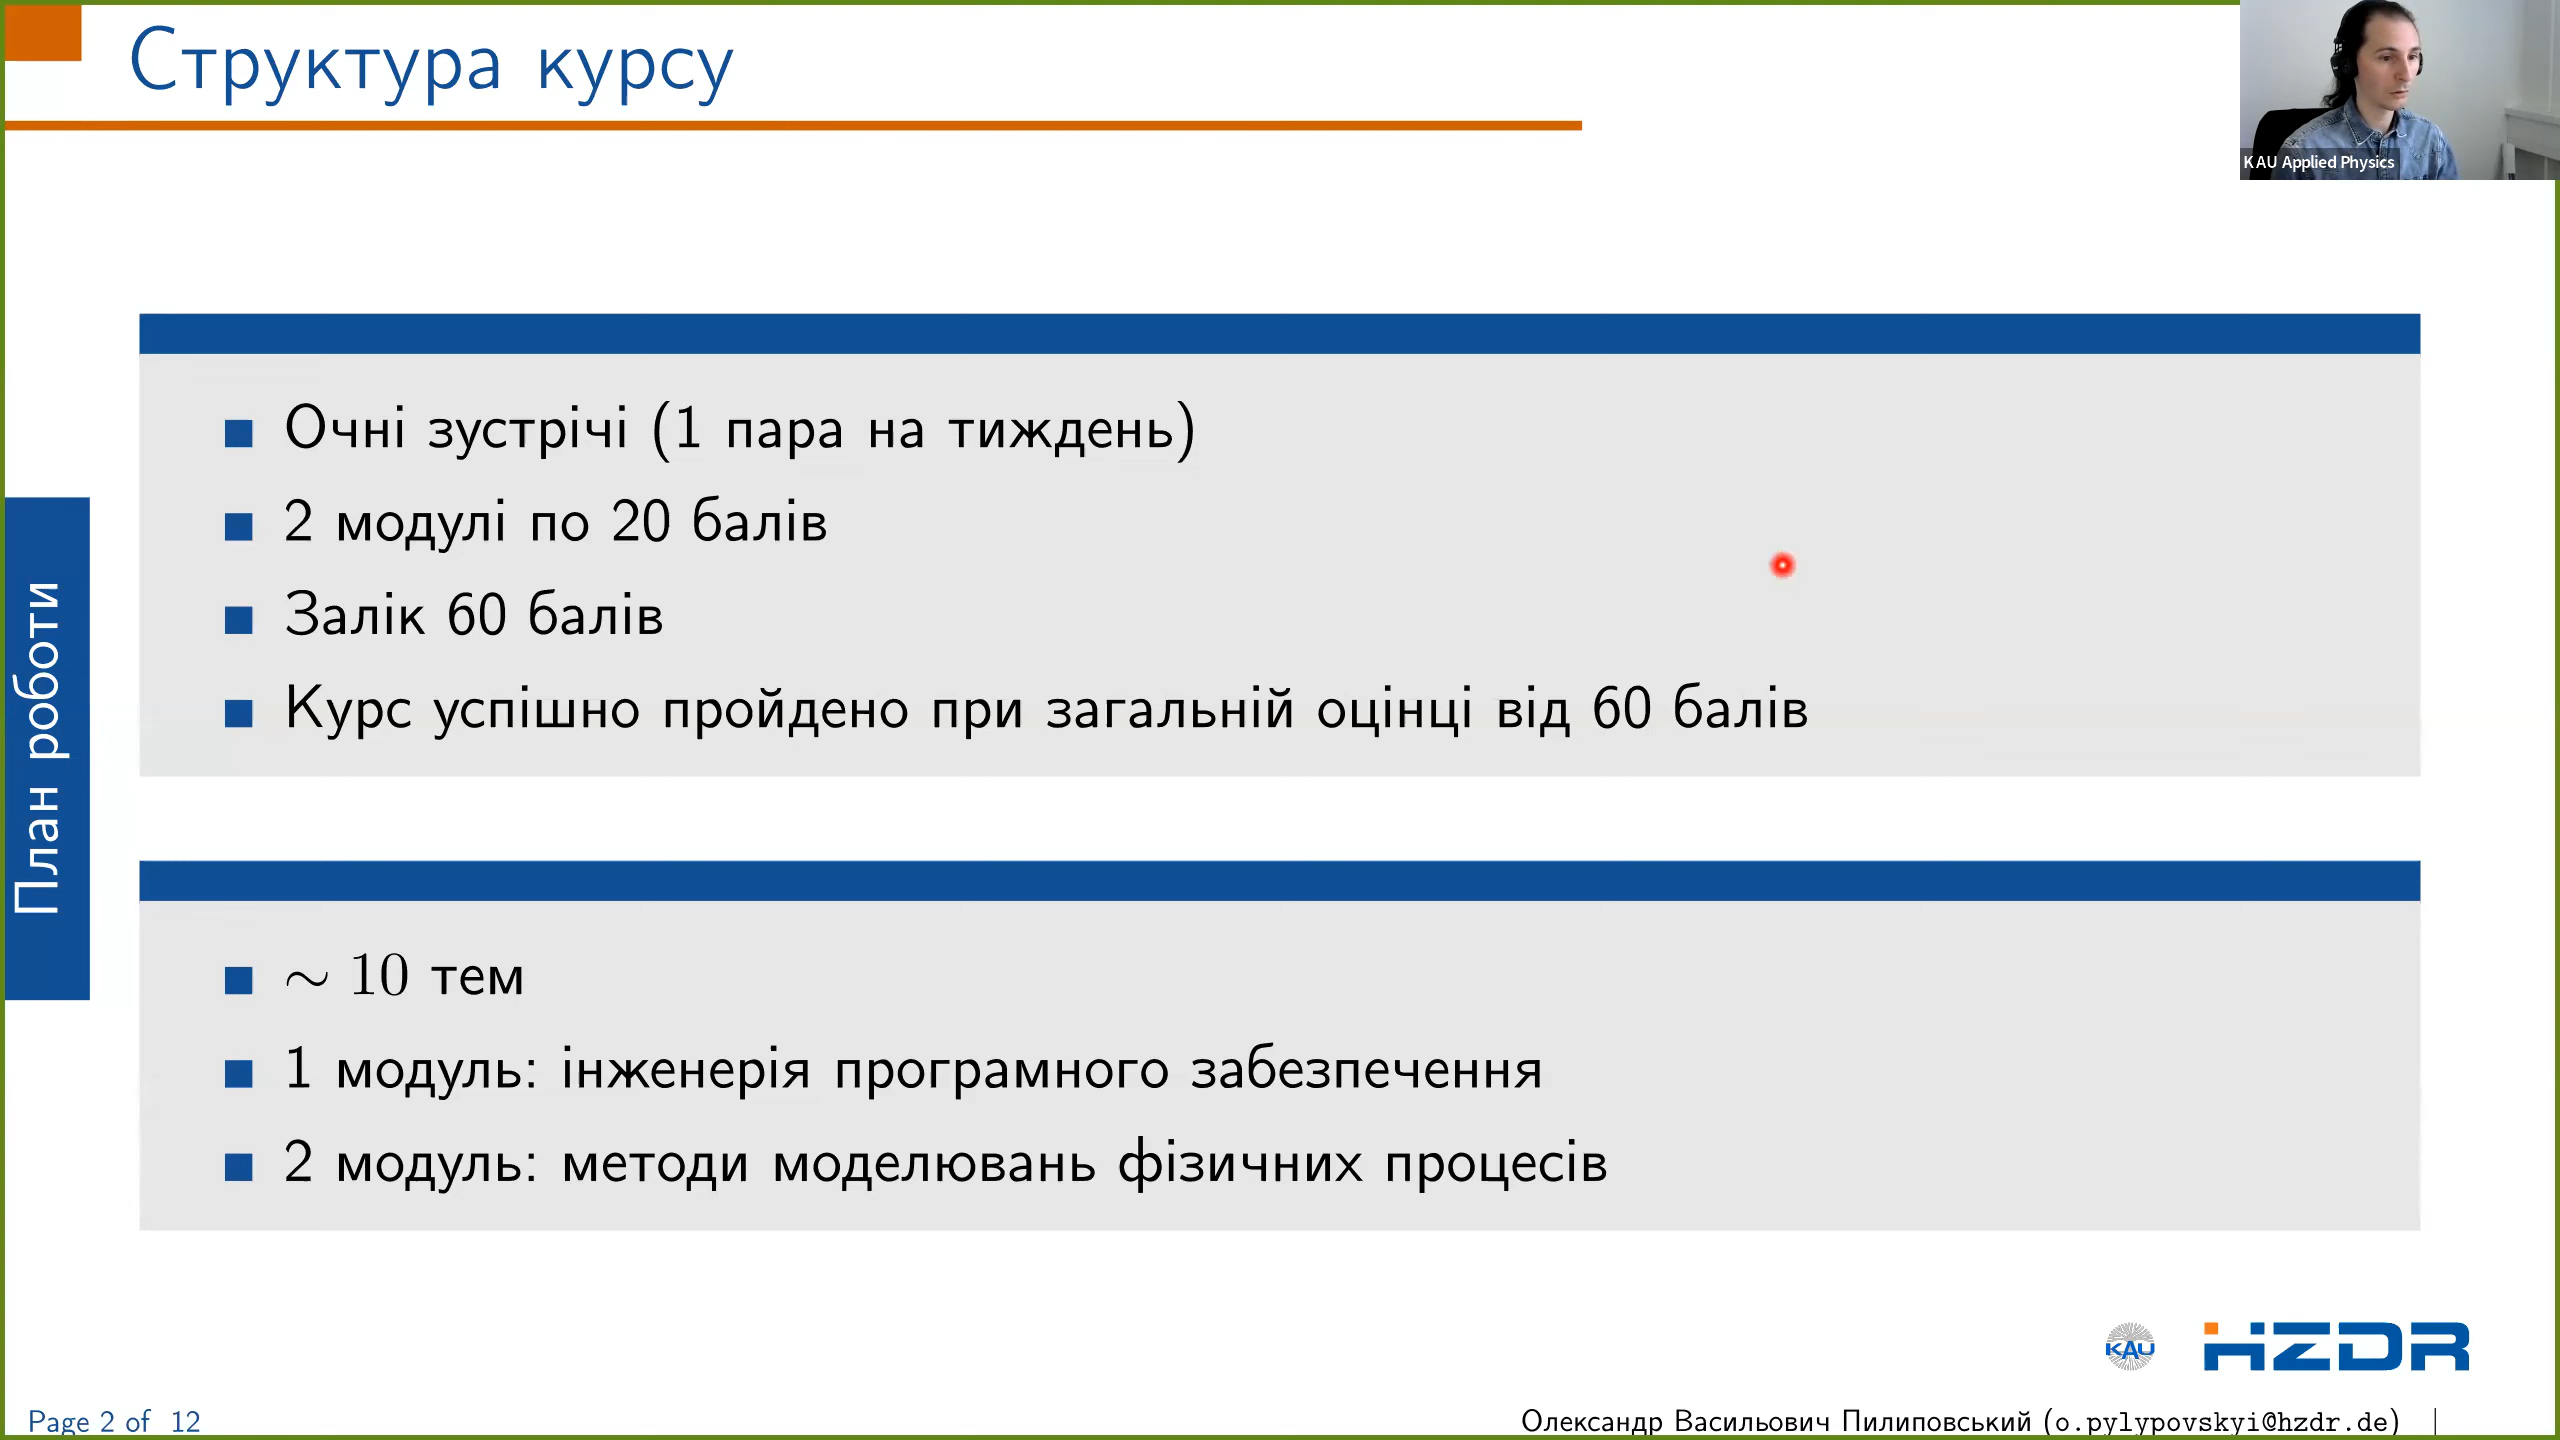 Структура курсу
KAU Applied Physics
План роботи
Очні зустрічі (1 пара на тиждень)
2 модулі по 20 балів
Залік 60 балів
Курс успішно пройдено при загальній оцінці від 60 балів
∼ 10 тем
1 модуль: інженерія програмного забезпечення
2 модуль: методи моделювань фізичних процесів
KAU HZDR
Page 2 of 12
Олександр Васильович Пилиповський (o.pylypovskyi@hzdr.de) |